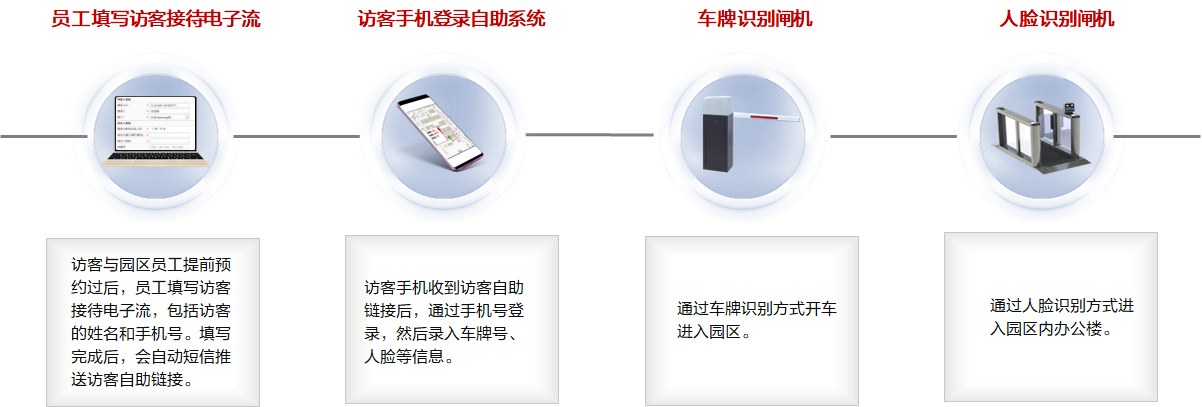 员工填写访客接待电子流
访客手机登录自助系统
车牌识别闸机
人脸识别闸机
访客与园区员工提前预
约过后，员工填写访客
接待电子流，包括访客
的姓名和手机号。填写
完成后，会自动短信推
送访客自助链接。
访客手机收到访客自助
链接后，通过手机号登
录，然后录入车牌号、
人脸等信息。
通过车牌识别方式开车
进入园区。
通过人脸识别方式进
入园区内办公楼。